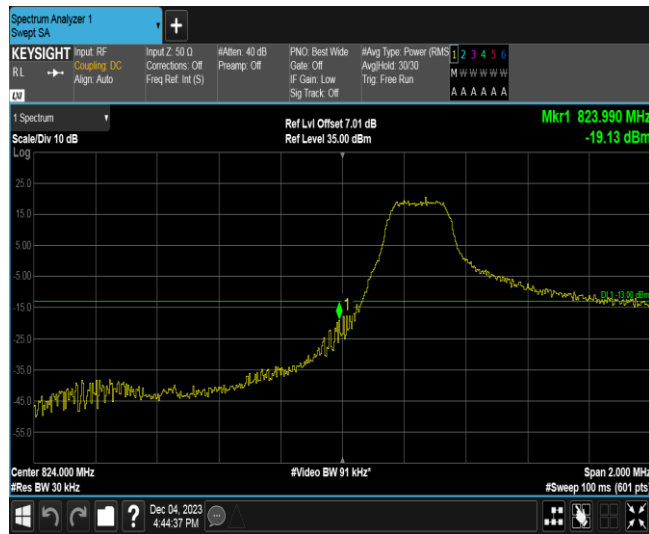 Spectrum Analyzer 1
Swept SA
+
KEYSIGHT
RL
LXI
Input: RF
Coupling: DC
Align: Auto
Input Z: 50 Ω
Corrections: Off
Freq Ref: Int (S)
#Atten: 40 dB
Preamp: Off
PNO: Best Wide
Gate: Off
IF Gain: Low
Sig Track: Off
#Avg Type: Power (RMS
Avg|Hold: 30/30
Trig: Free Run
1 2 3 4 5 6
M W W W W W
A A A A A A
1 Spectrum
Scale/Div 10 dB
Log
Ref Lvl Offset 7.01 dB
Ref Level 35.00 dBm
Mkr1 823.990 MHz
-19.13 dBm
25.0
15.0
5.00
-5.00
-15.0
-25.0
-35.0
-45.0
-55.0
1
DL1 -13.00 dBm
Center 824.000 MHz
#Res BW 30 kHz
#Video BW 91 kHz*
Span 2.000 MHz
#Sweep 100 ms (601 pts
?
Dec 04, 2023
4:44:37 PM